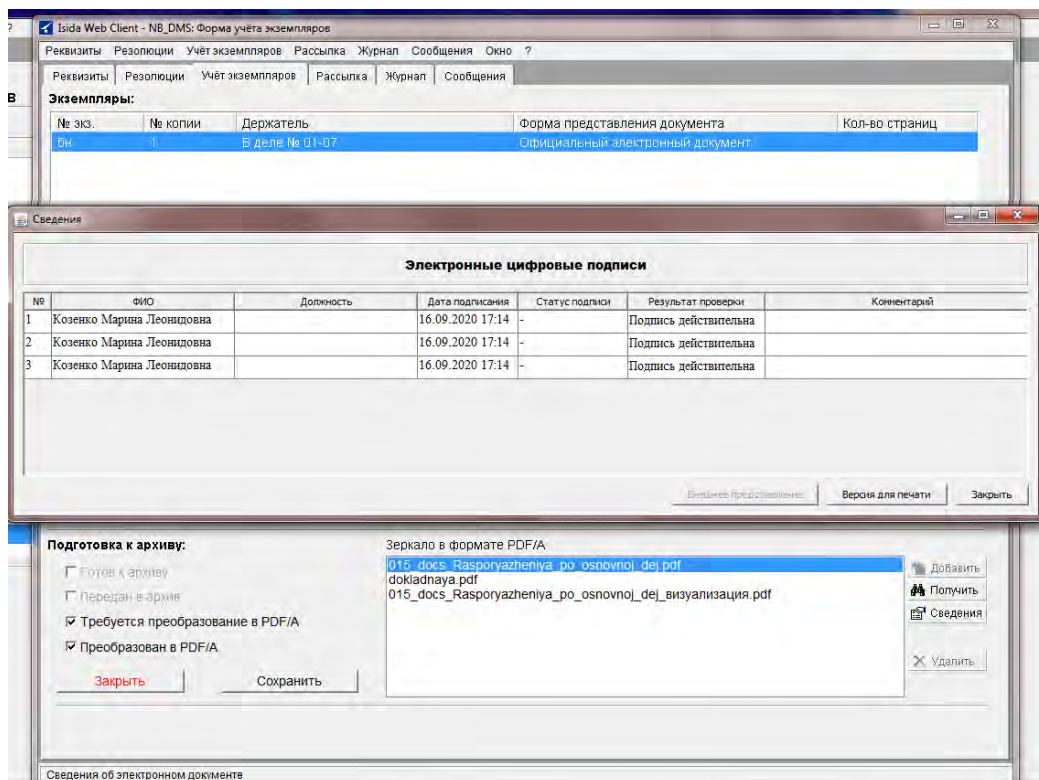 ?
Isida Web Client - NB_DMS: Форма учёта экземпляров
Реквизиты Резолюции Учёт экземпляров Рассылка Журнал Сообщения Окно ?
Реквизиты Резолюции Учёт экземпляров Рассылка Журнал Сообщения
В
Экземпляры:
№ экз. № копии Держатель Форма представления документа Кол-во страниц
бн 1 В деле № 01-07 Официальный электронный документ
Сведения
Электронные цифровые подписи
№ ФИО Должность Дата подписания Статус подписи Результат проверки Комментарий
1 Козенко Марина Леонидовна 16.09.2020 17:14 - Подпись действительна
2 Козенко Марина Леонидовна 16.09.2020 17:14 - Подпись действительна
3 Козенко Марина Леонидовна 16.09.2020 17:14 - Подпись действительна
Внешнее представление Версия для печати Закрыть
Подготовка к архиву: Зеркало в формате PDF/A
015_docs_Rasporyazheniya_po_osnovnoj_dej.pdf
dokladnaya.pdf
015_docs_Rasporyazheniya_po_osnovnoj_dej_визуализация.pdf
Готов к архиву
Передан в архив
Требуется преобразование в PDF/A
Преобразован в PDF/A
Закрыть Сохранить
Добавить
Получить
Сведения
Удалить
Сведения об электронном документе